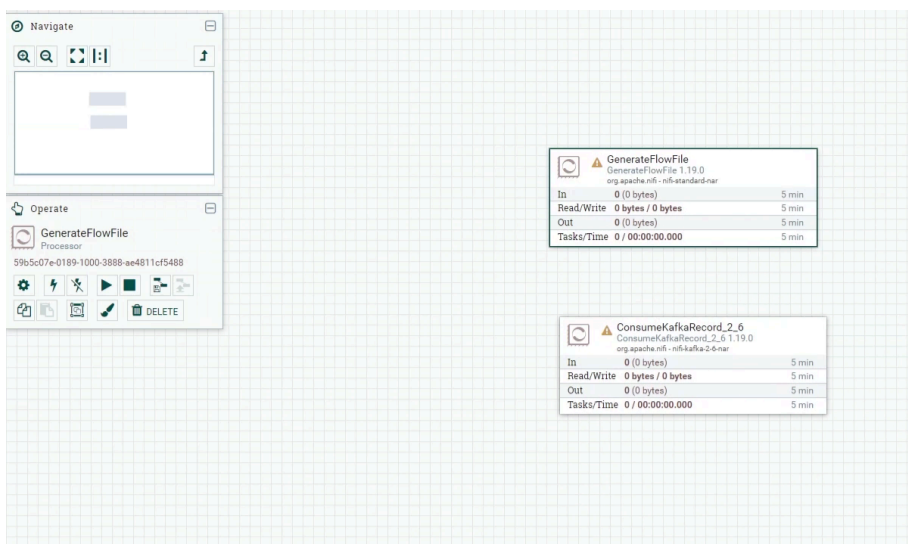 Navigate
Operate
GenerateFlowFile
Processor
59b5c07e-0189-1000-3888-ae4811cf5488
DELETE
GenerateFlowFile
GenerateFlowFile 1.19.0
org.apache.nifi - nifi-standard-nar
In 0 (0 bytes) 5 min
Read/Write 0 bytes / 0 bytes 5 min
Out 0 (0 bytes) 5 min
Tasks/Time 0 / 00:00:00.000 5 min
ConsumeKafkaRecord_2_6
ConsumeKafkaRecord_2_6 1.19.0
org.apache.nifi - nifi-kafka-2-6-nar
In 0 (0 bytes) 5 min
Read/Write 0 bytes / 0 bytes 5 min
Out 0 (0 bytes) 5 min
Tasks/Time 0 / 00:00:00.000 5 min